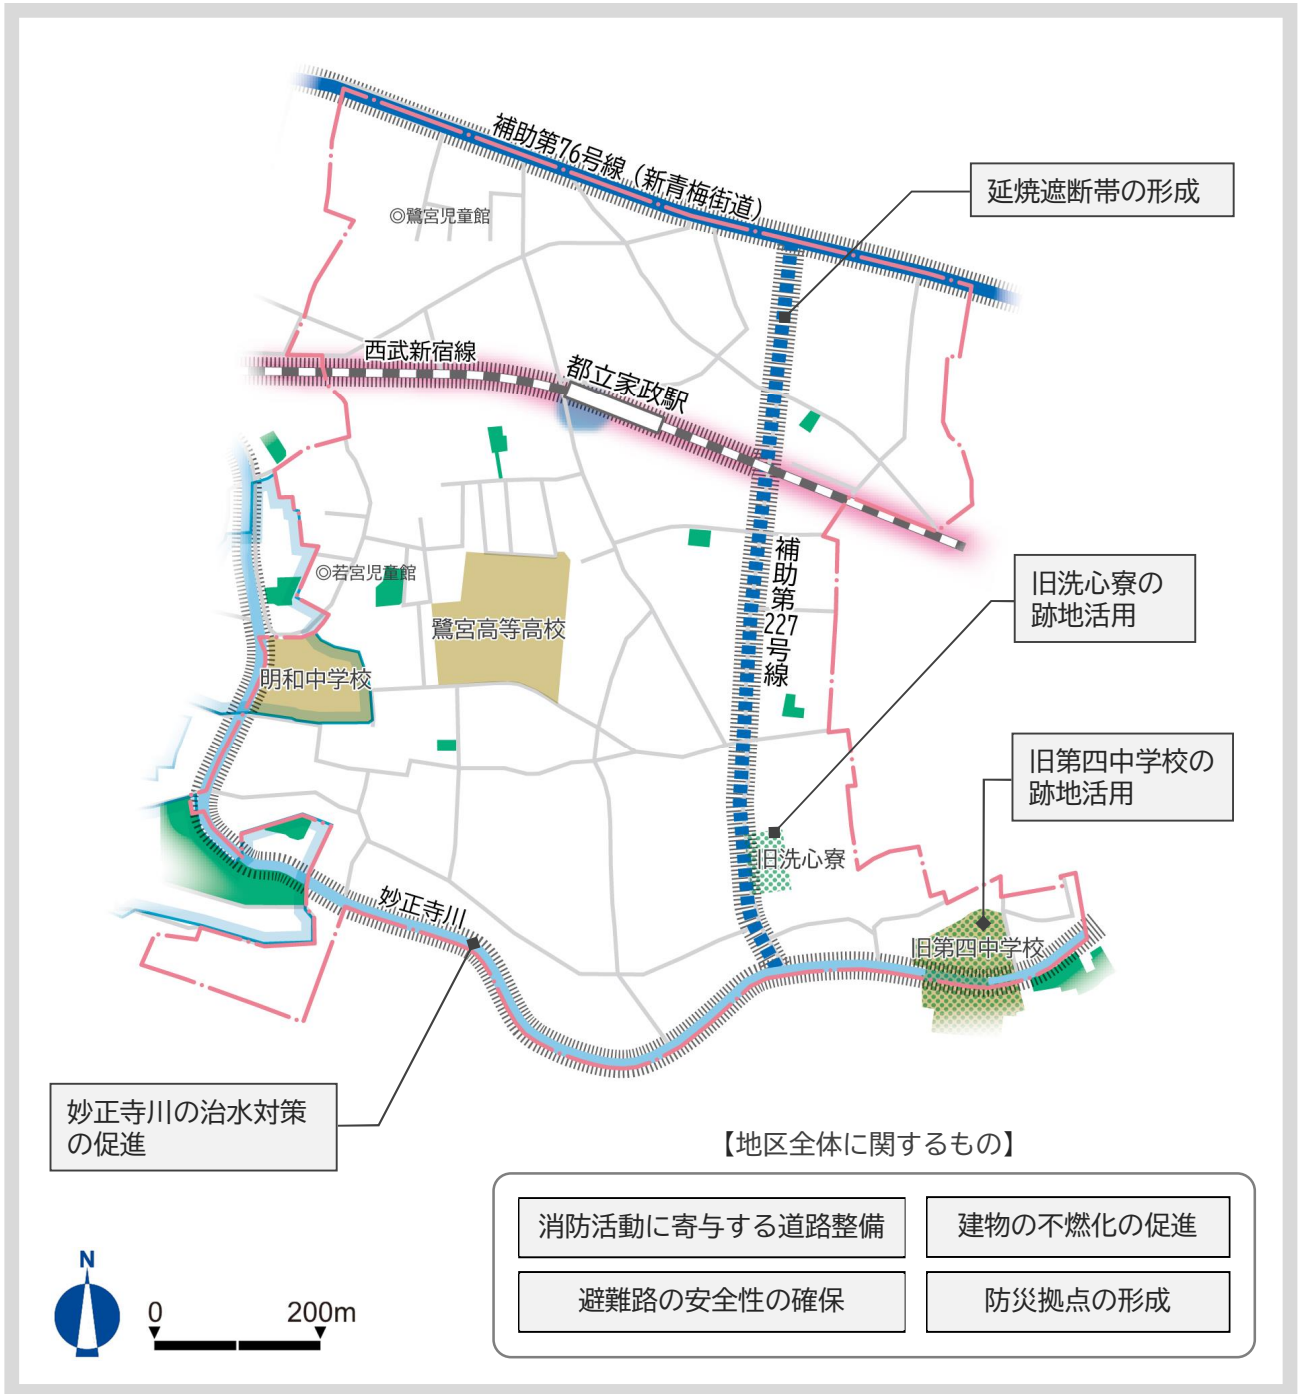 補助第76号線（新青梅街道）
延焼遮断帯の形成
◎鷺宮児童館
西武新宿線
都立家政駅
補助第227号線
◎若宮児童館
鷺宮高等高校
明和中学校
旧洗心寮の
跡地活用
旧第四中学校の
跡地活用
旧洗心寮
妙正寺川
旧第四中学校
妙正寺川の治水対策
の促進
【地区全体に関するもの】
消防活動に寄与する道路整備
建物の不燃化の促進
避難路の安全性の確保
防災拠点の形成
N
0
200m